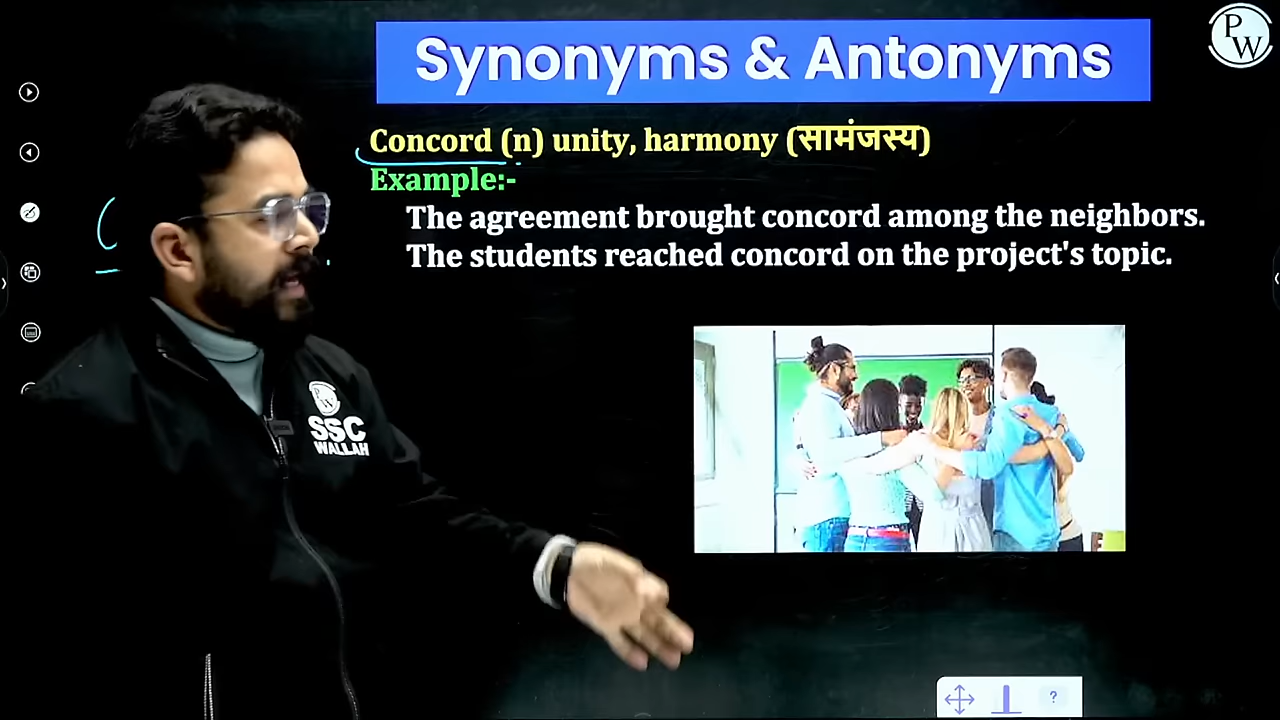 Synonyms & Antonyms
PW
Concord (n) unity, harmony (सामंजस्य)
Example:-
The agreement brought concord among the neighbors.
The students reached concord on the project's topic.
PW
SSC
WALLAH
?